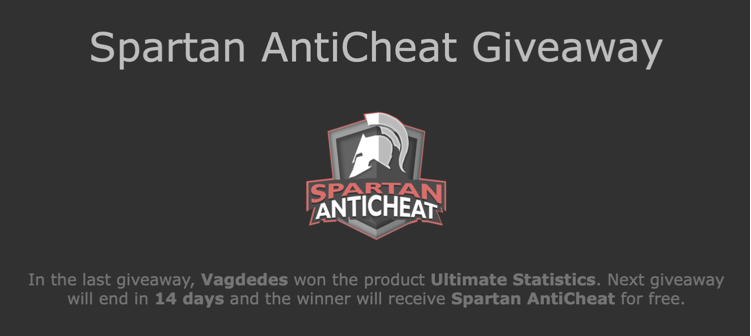 Spartan AntiCheat Giveaway
SPARTAN
ANTICHEAT
In the last giveaway, Vagdedes won the product Ultimate Statistics. Next giveaway
will end in 14 days and the winner will receive Spartan AntiCheat for free.